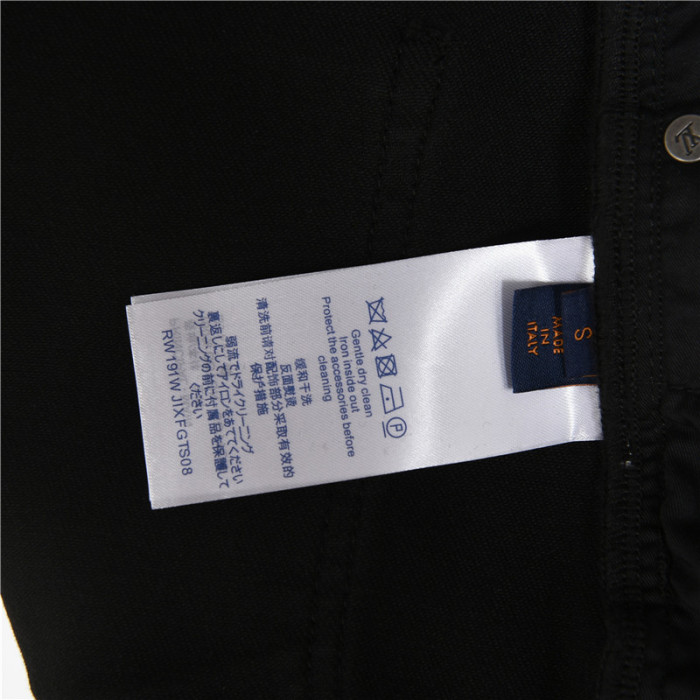 S
MADE
IN
ITALY
Gentle dry clean
Iron inside out
Protect the accessories before
cleaning
缓和干洗
反面熨烫
清洗前请对配饰部分采取有效的
保护措施
弱流でドライクリーニング
裏返しにしてアイロンをあててください
クリーニングの前に付属品を保護して
ください
RW191W JIX FGTS08